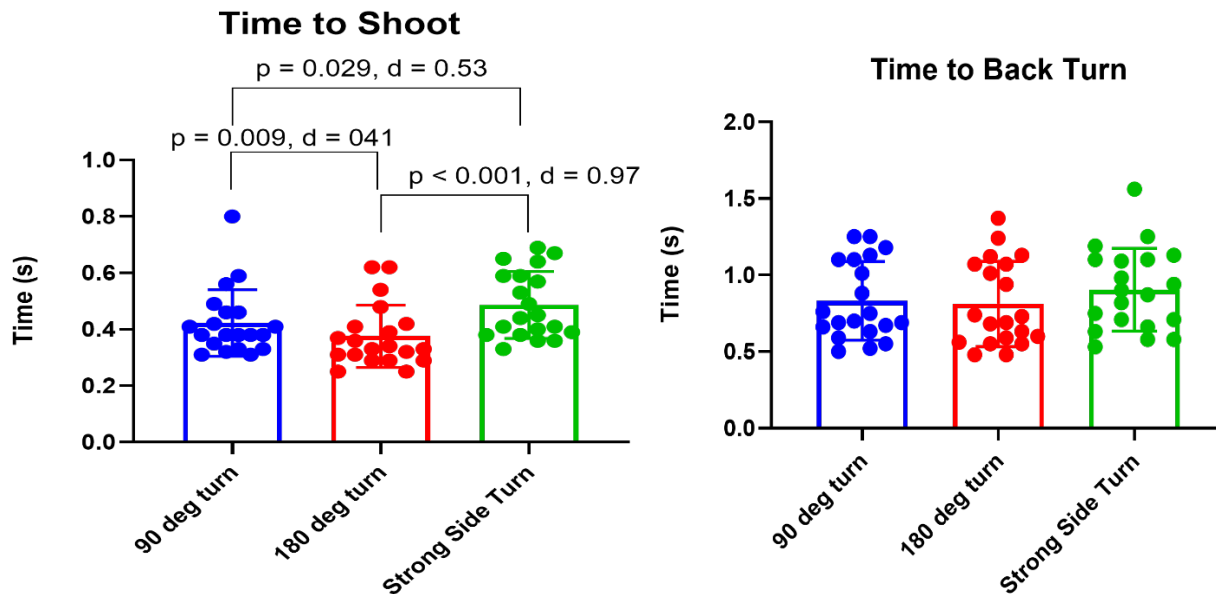 Time to Shoot
p = 0.029, d = 0.53
p = 0.009, d = 041
p < 0.001, d = 0.97
1.0
0.8
0.6
0.4
0.2
0.0
Time (s)
90 deg turn
180 deg turn
Strong Side Turn
Time to Back Turn
2.0
1.5
1.0
0.5
0.0
Time (s)
90 deg turn
180 deg turn
Strong Side Turn